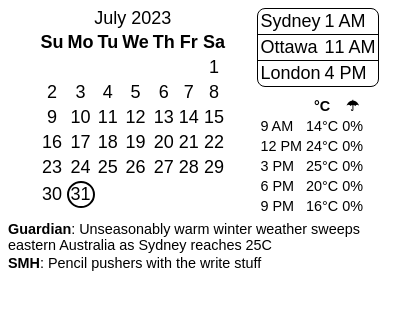 July 2023
Su Mo Tu We Th Fr Sa
1
2 3 4 5 6 7 8
9 10 11 12 13 14 15
16 17 18 19 20 21 22
23 24 25 26 27 28 29
30 31
Sydney 1 AM
Ottawa 11 AM
London 4 PM
°C ☂
9 AM 14°C 0%
12 PM 24°C 0%
3 PM 25°C 0%
6 PM 20°C 0%
9 PM 16°C 0%
Guardian: Unseasonably warm winter weather sweeps
eastern Australia as Sydney reaches 25C
SMH: Pencil pushers with the write stuff